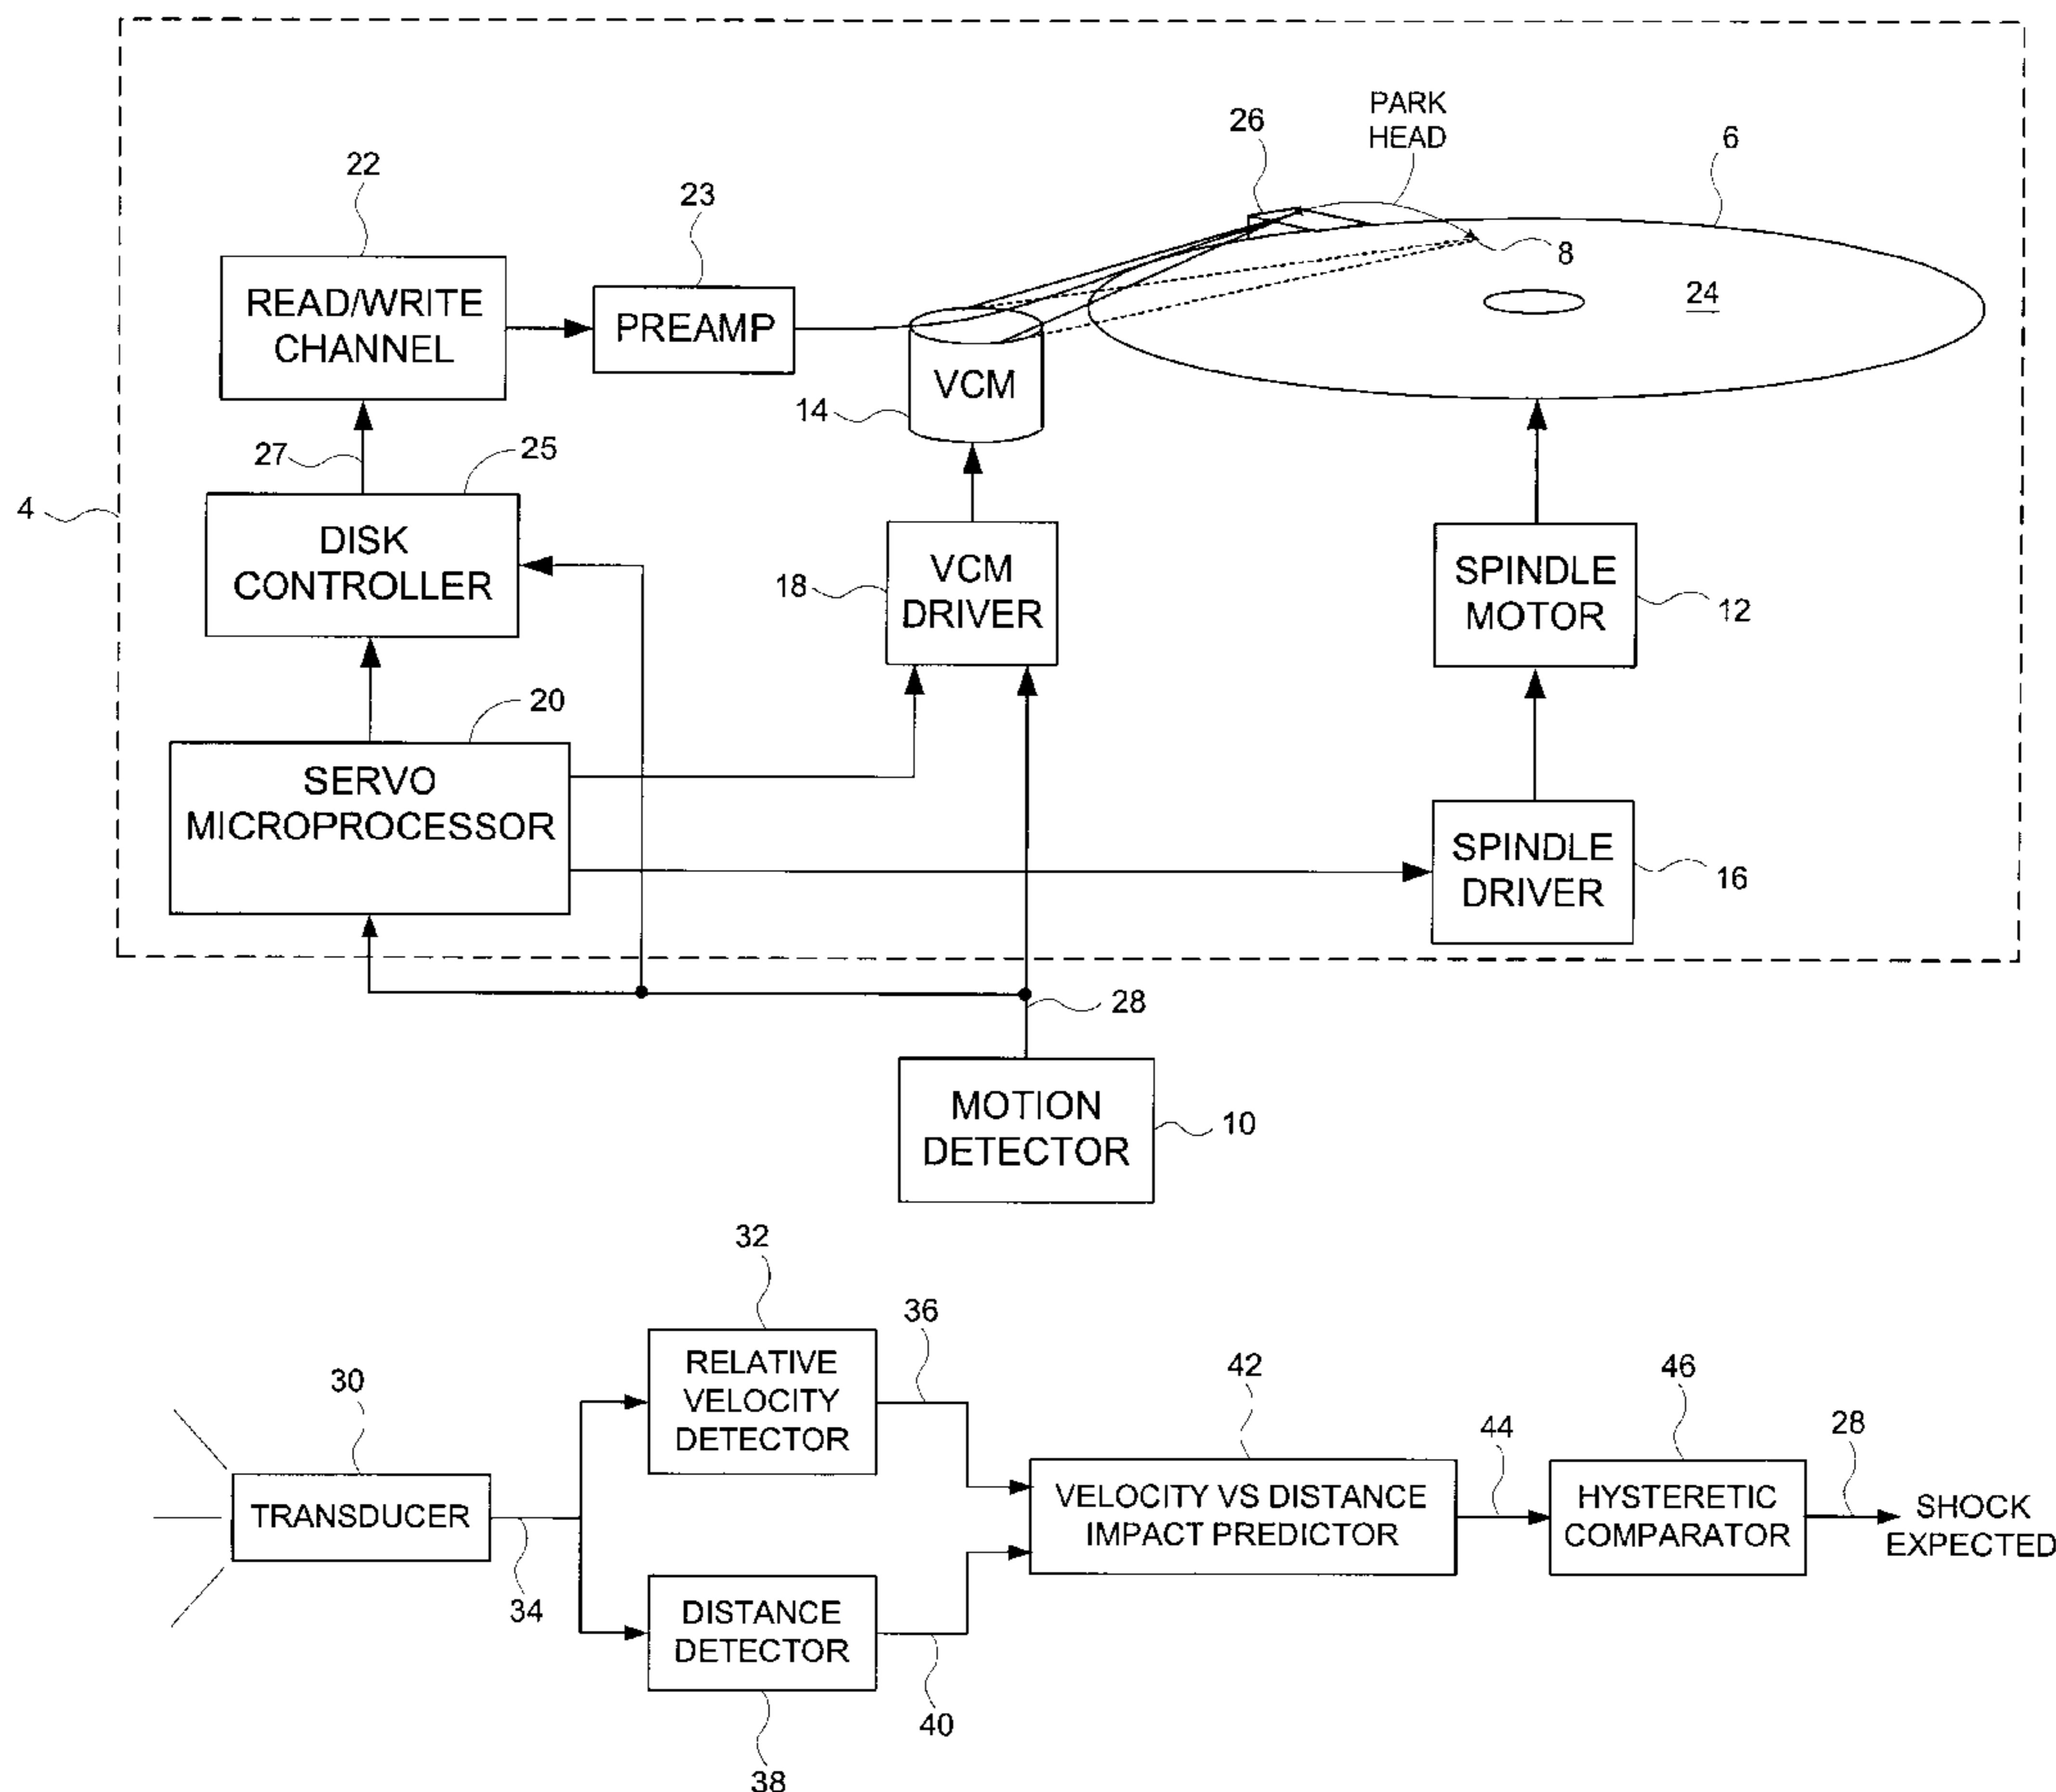 PARK
HEAD
26
6
22
23
8
24
READ/WRITE
CHANNEL
PREAMP
VCM
14
27
25
4
DISK
CONTROLLER
18
VCM
DRIVER
SPINDLE
MOTOR
12
20
SERVO
MICROPROCESSOR
SPINDLE
DRIVER
16
28
MOTION
DETECTOR
10
32
36
RELATIVE
VELOCITY
DETECTOR
30
42
46
44
28
TRANSDUCER
VELOCITY VS DISTANCE
IMPACT PREDICTOR
HYSTERETIC
COMPARATOR
SHOCK
EXPECTED
34
DISTANCE
DETECTOR
40
38